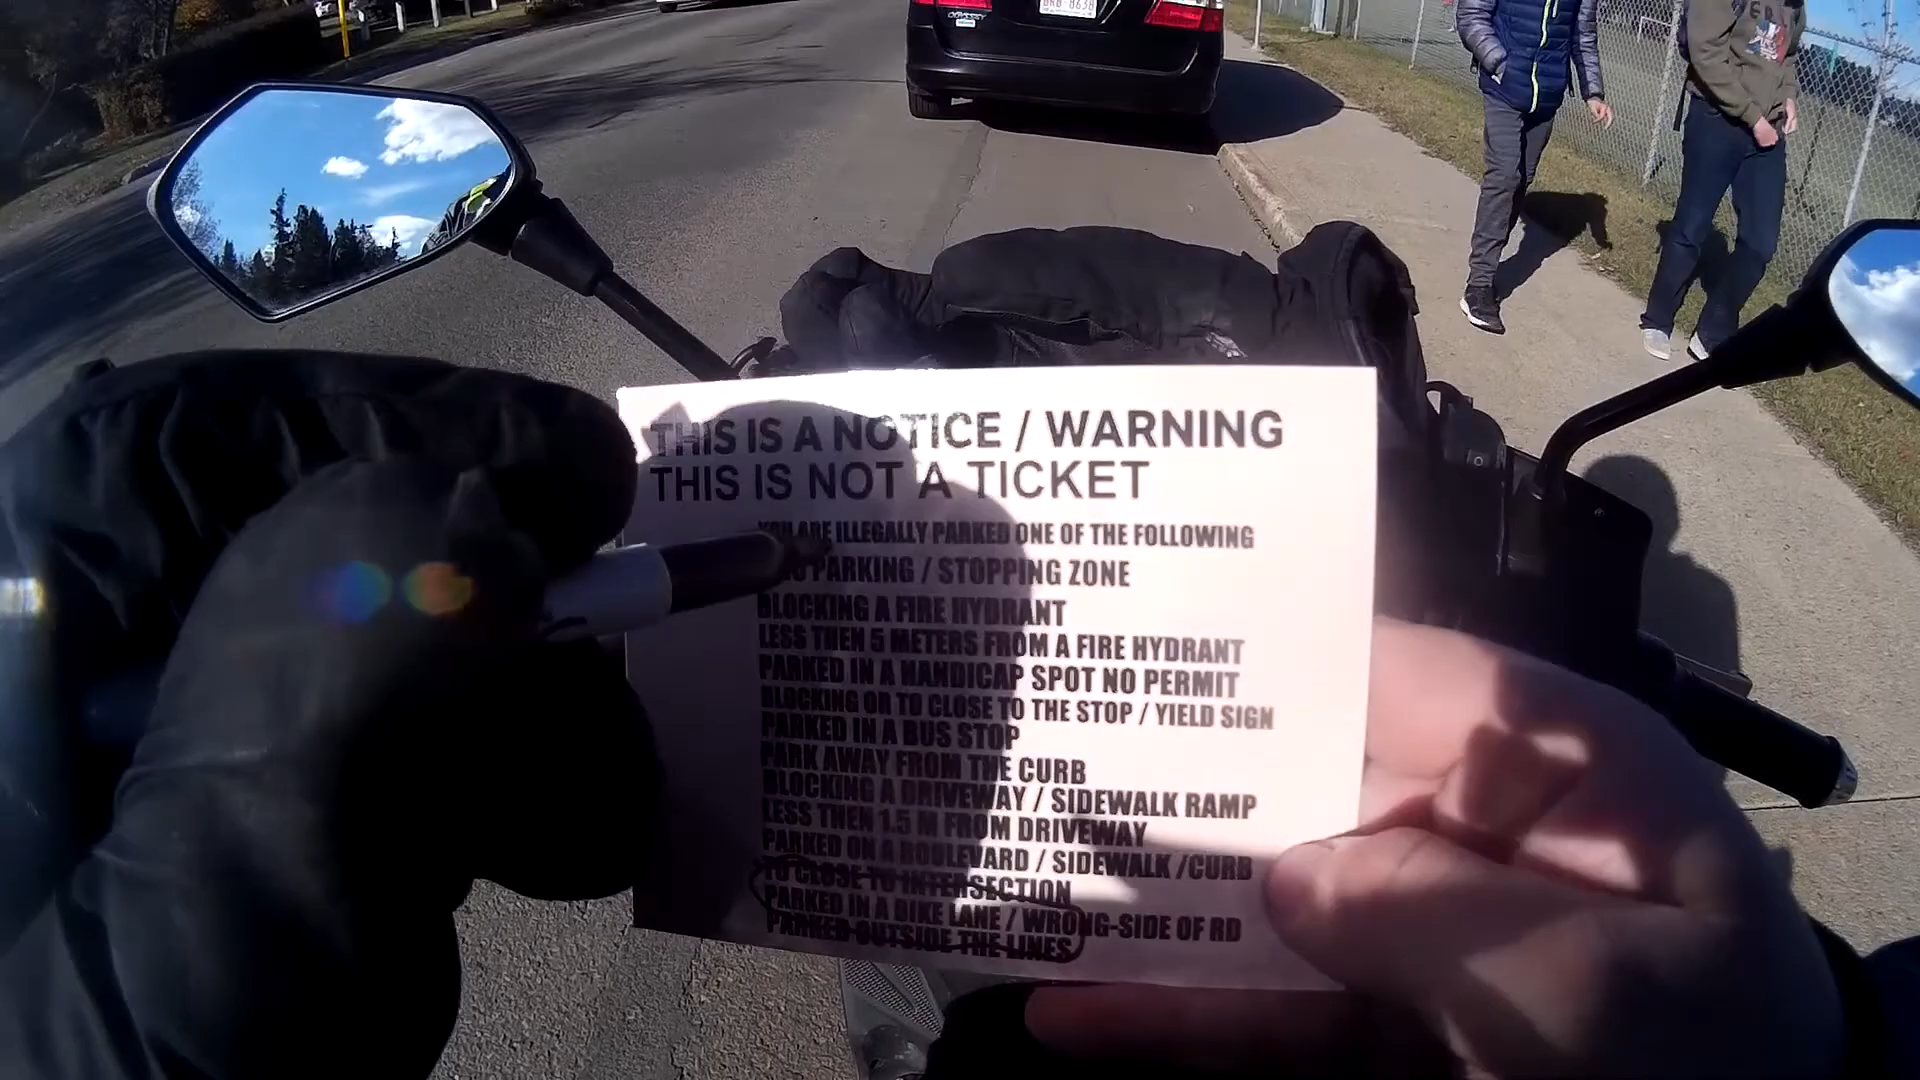 ODYSSEY
THIS IS A NOTICE / WARNING
THIS IS NOT A TICKET
YOU ARE ILLEGALLY PARKED ONE OF THE FOLLOWING
NO PARKING / STOPPING ZONE
BLOCKING A FIRE HYDRANT
LESS THEN 5 METERS FROM A FIRE HYDRANT
PARKED IN A HANDICAP SPOT NO PERMIT
BLOCKING OR TO CLOSE TO THE STOP / YIELD SIGN
PARKED IN A BUS STOP
PARK AWAY FROM THE CURB
BLOCKING A DRIVEWAY / SIDEWALK RAMP
LESS THEN 1.5 M FROM DRIVEWAY
PARKED ON A BOULEVARD / SIDEWALK /CURB
TO CLOSE TO INTERSECTION
PARKED IN A BIKE LANE / WRONG-SIDE OF RD
PARKED OUTSIDE THE LINES